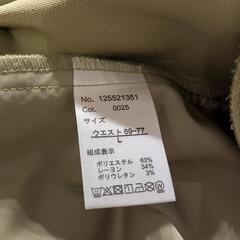 No. 125521351
Col. 0025
サイズ
ウエスト 69-77
L
組成表示
ポリエステル 63%
レーヨン 34%
ポリウレタン 3%